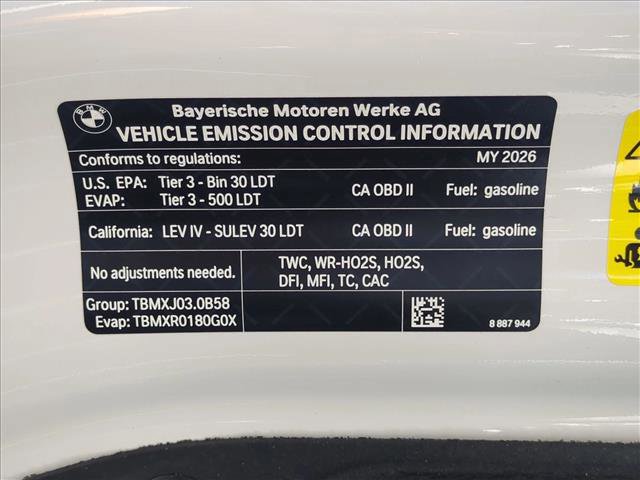 BMW
Bayerische Motoren Werke AG
VEHICLE EMISSION CONTROL INFORMATION
Conforms to regulations: MY 2026
U.S. EPA: Tier 3 - Bin 30 LDT CA OBD II Fuel: gasoline
EVAP: Tier 3 - 500 LDT
California: LEV IV - SULEV 30 LDT CA OBD II Fuel: gasoline
No adjustments needed.
TWC, WR-HO2S, HO2S,
DFI, MFI, TC, CAC
Group: TBMXJ03.0B58
Evap: TBMXR0180G0X
8 887 944